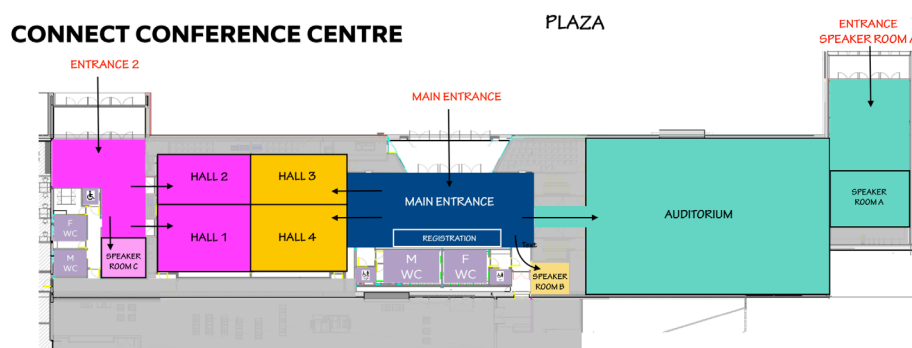 PLAZA
CONNECT CONFERENCE CENTRE
ENTRANCE
SPEAKER ROOM A
ENTRANCE 2
MAIN ENTRANCE
HALL 2
HALL 3
MAIN ENTRANCE
SPEAKER
ROOM A
AUDITORIUM
F
WC
HALL 1
HALL 4
REGISTRATION
Text
M
WC
SPEAKER
ROOM C
M
WC
F
WC
SPEAKER
ROOM B